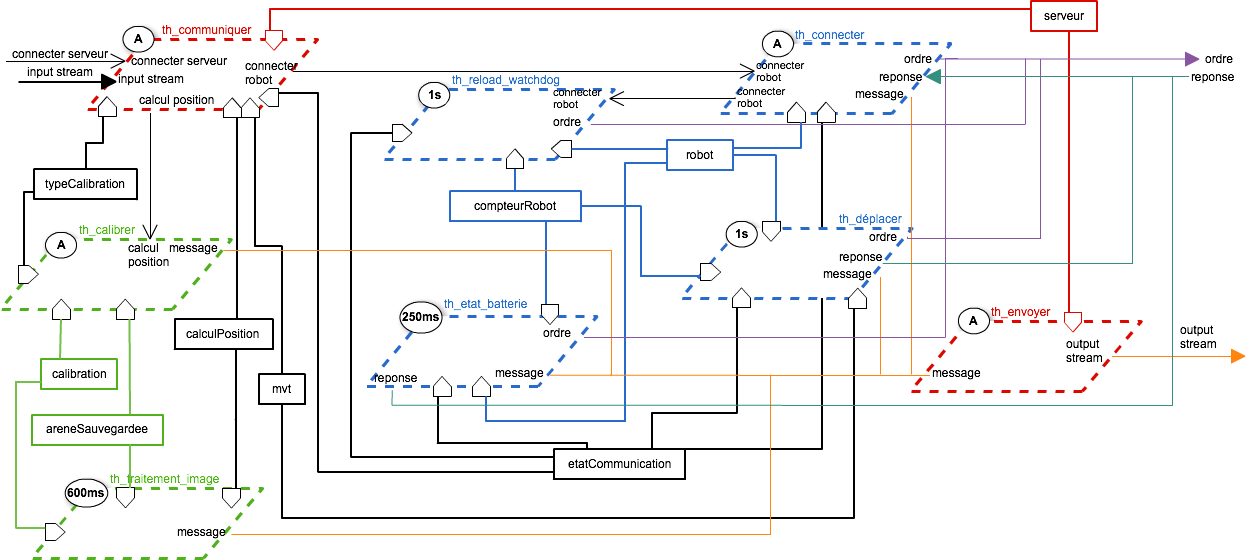 serveur
th_communiquer
A
connecter serveur
connecter serveur
input stream
input stream
connecter
robot
calcul position
th_connecter
A
connecter
robot
connecter
robot
ordre
reponse
message
ordre
reponse
th_reload_watchdog
1s
connecter
robot
ordre
robot
typeCalibration
compteurRobot
th_calibrer
A
calcul
position
message
th_déplacer
1s
ordre
reponse
message
th_etat_batterie
250ms
ordre
reponse
message
th_envoyer
A
output
stream
message
output
stream
calculPosition
calibration
mvt
areneSauvegardee
etatCommunication
th_traitement_image
600ms
message